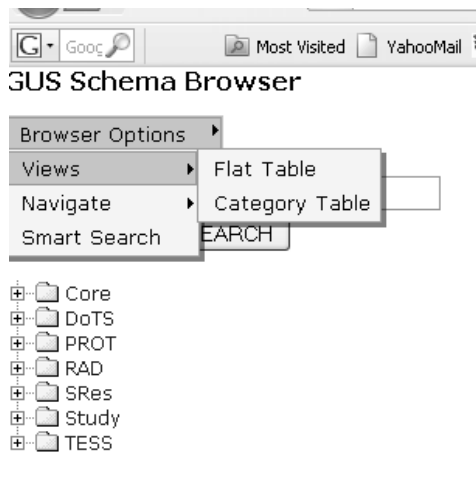 G Goog Most Visited YahooMail
GUS Schema Browser
Browser Options
Views Flat Table
Navigate Category Table
Smart Search EARCH
Core
DoTS
PROT
RAD
SRes
Study
TESS